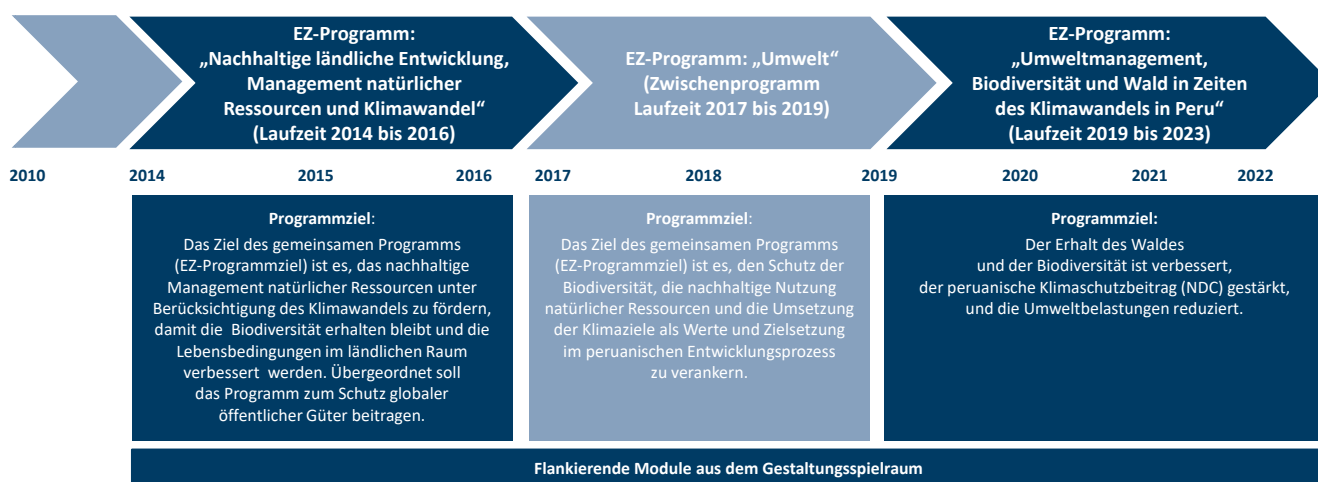 EZ-Programm:
„Nachhaltige ländliche Entwicklung,
Management natürlicher
Ressourcen und Klimawandel“
(Laufzeit 2014 bis 2016)
EZ-Programm: „Umwelt“
(Zwischenprogramm
Laufzeit 2017 bis 2019)
EZ-Programm:
„Umweltmanagement,
Biodiversität und Wald in Zeiten
des Klimawandels in Peru“
(Laufzeit 2019 bis 2023)
2010 2014 2015 2016 2017 2018 2019 2020 2021 2022
Programmziel:
Das Ziel des gemeinsamen Programms
(EZ-Programmziel) ist es, das nachhaltige
Management natürlicher Ressourcen unter
Berücksichtigung des Klimawandels zu fördern,
damit die Biodiversität erhalten bleibt und die
Lebensbedingungen im ländlichen Raum
verbessert werden. Übergeordnet soll
das Programm zum Schutz globaler
öffentlicher Güter beitragen.
Programmziel:
Das Ziel des gemeinsamen Programms
(EZ-Programmziel) ist es, den Schutz der
Biodiversität, die nachhaltige Nutzung
natürlicher Ressourcen und die Umsetzung
der Klimaziele als Werte und Zielsetzung
im peruanischen Entwicklungsprozess
zu verankern.
Programmziel:
Der Erhalt des Waldes
und der Biodiversität ist verbessert,
der peruanische Klimaschutzbeitrag (NDC) gestärkt,
und die Umweltbelastungen reduziert.
Flankierende Module aus dem Gestaltungsspielraum